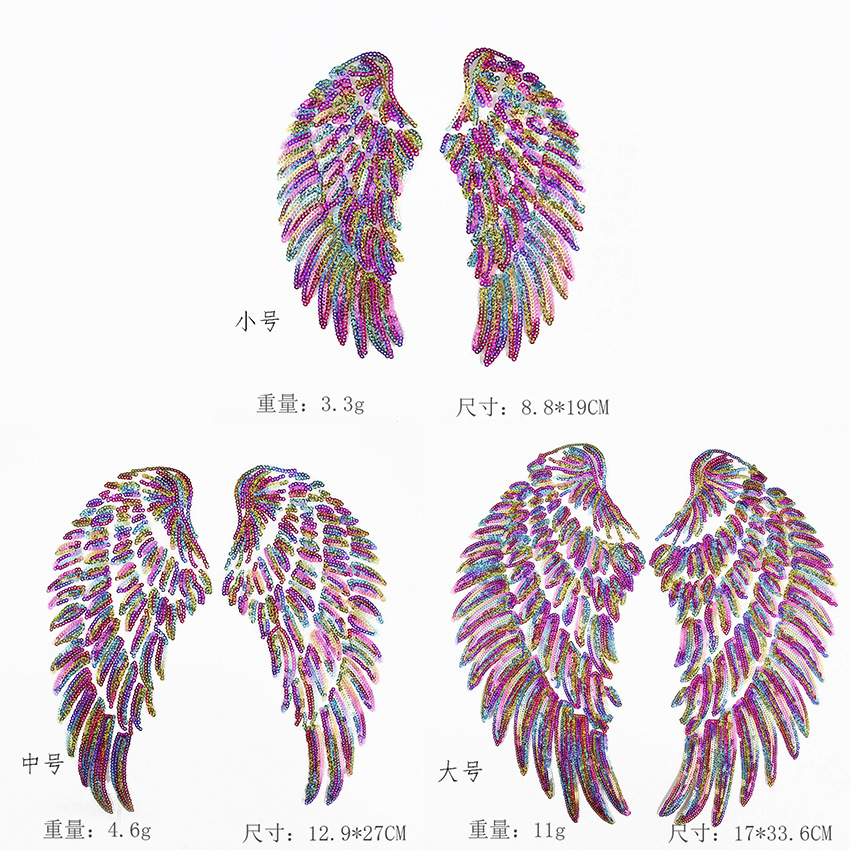 小号
重量：3.3g 尺寸：8.8*19CM
中号
重量：4.6g 尺寸：12.9*27CM
大号
重量：11g 尺寸：17*33.6CM